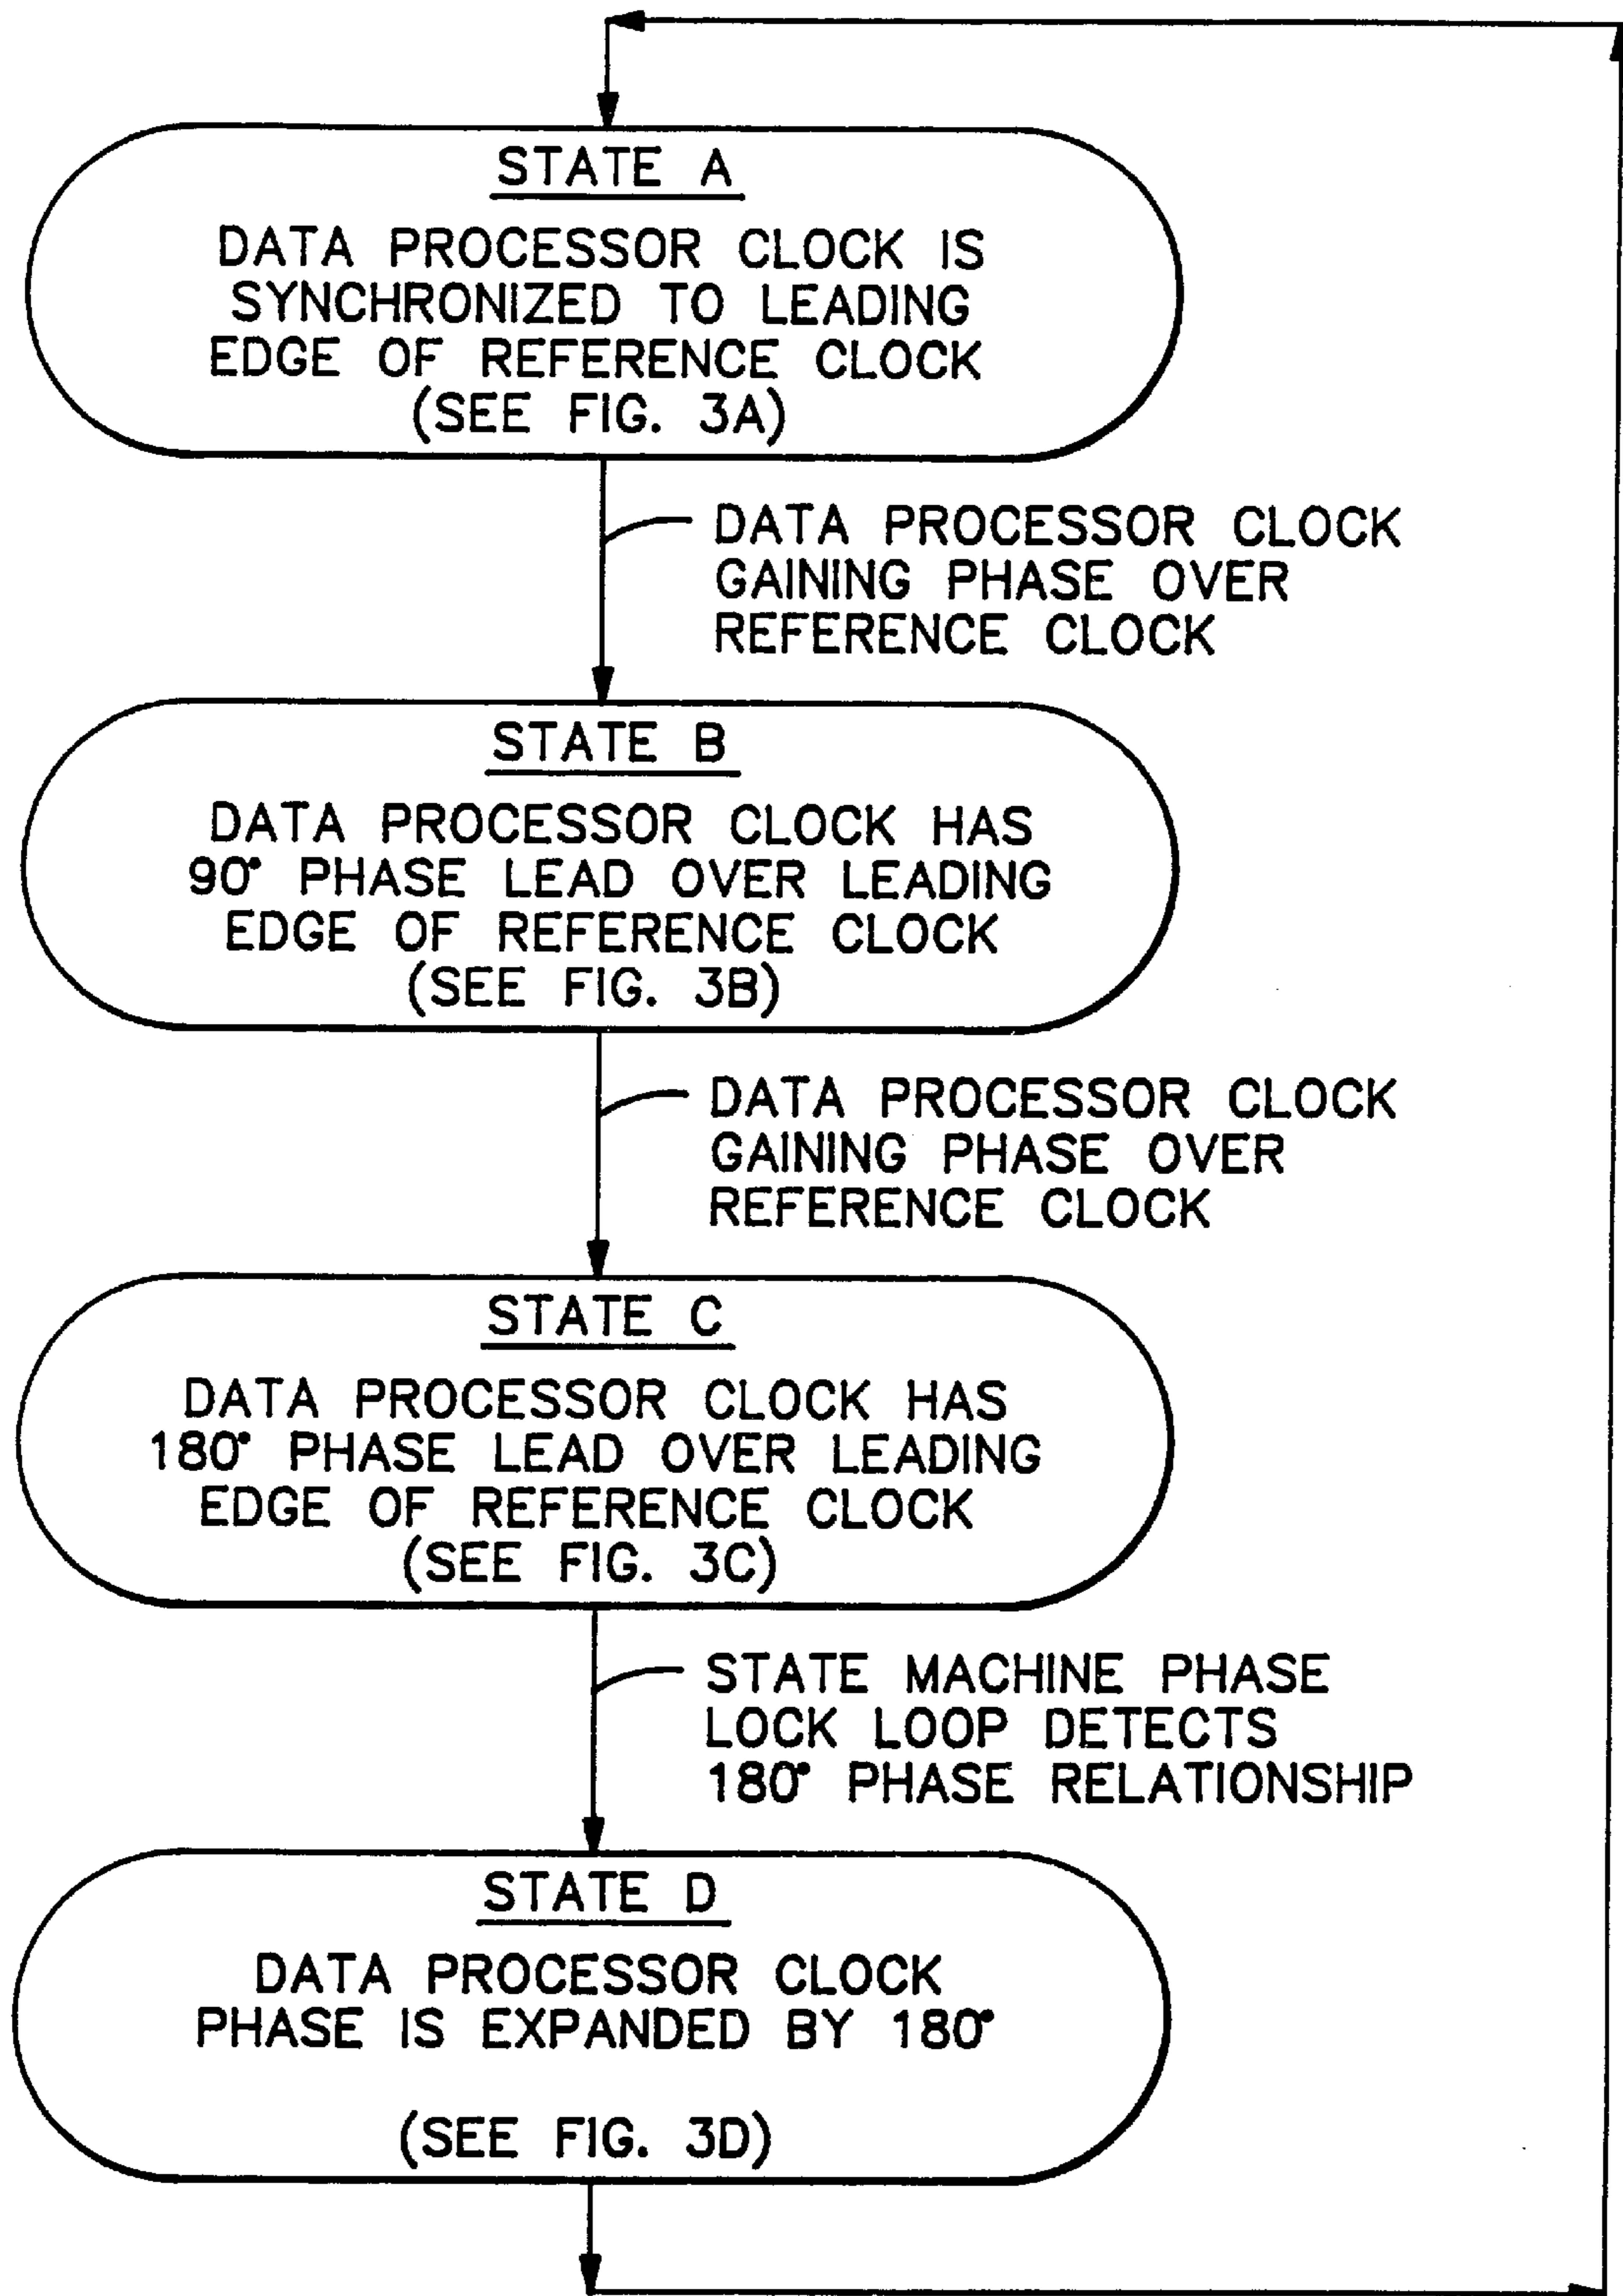 STATE A
DATA PROCESSOR CLOCK IS
SYNCHRONIZED TO LEADING
EDGE OF REFERENCE CLOCK
(SEE FIG. 3A)
DATA PROCESSOR CLOCK
GAINING PHASE OVER
REFERENCE CLOCK
STATE B
DATA PROCESSOR CLOCK HAS
90° PHASE LEAD OVER LEADING
EDGE OF REFERENCE CLOCK
(SEE FIG. 3B)
DATA PROCESSOR CLOCK
GAINING PHASE OVER
REFERENCE CLOCK
STATE C
DATA PROCESSOR CLOCK HAS
180° PHASE LEAD OVER LEADING
EDGE OF REFERENCE CLOCK
(SEE FIG. 3C)
STATE MACHINE PHASE
LOCK LOOP DETECTS
180° PHASE RELATIONSHIP
STATE D
DATA PROCESSOR CLOCK
PHASE IS EXPANDED BY 180°
(SEE FIG. 3D)